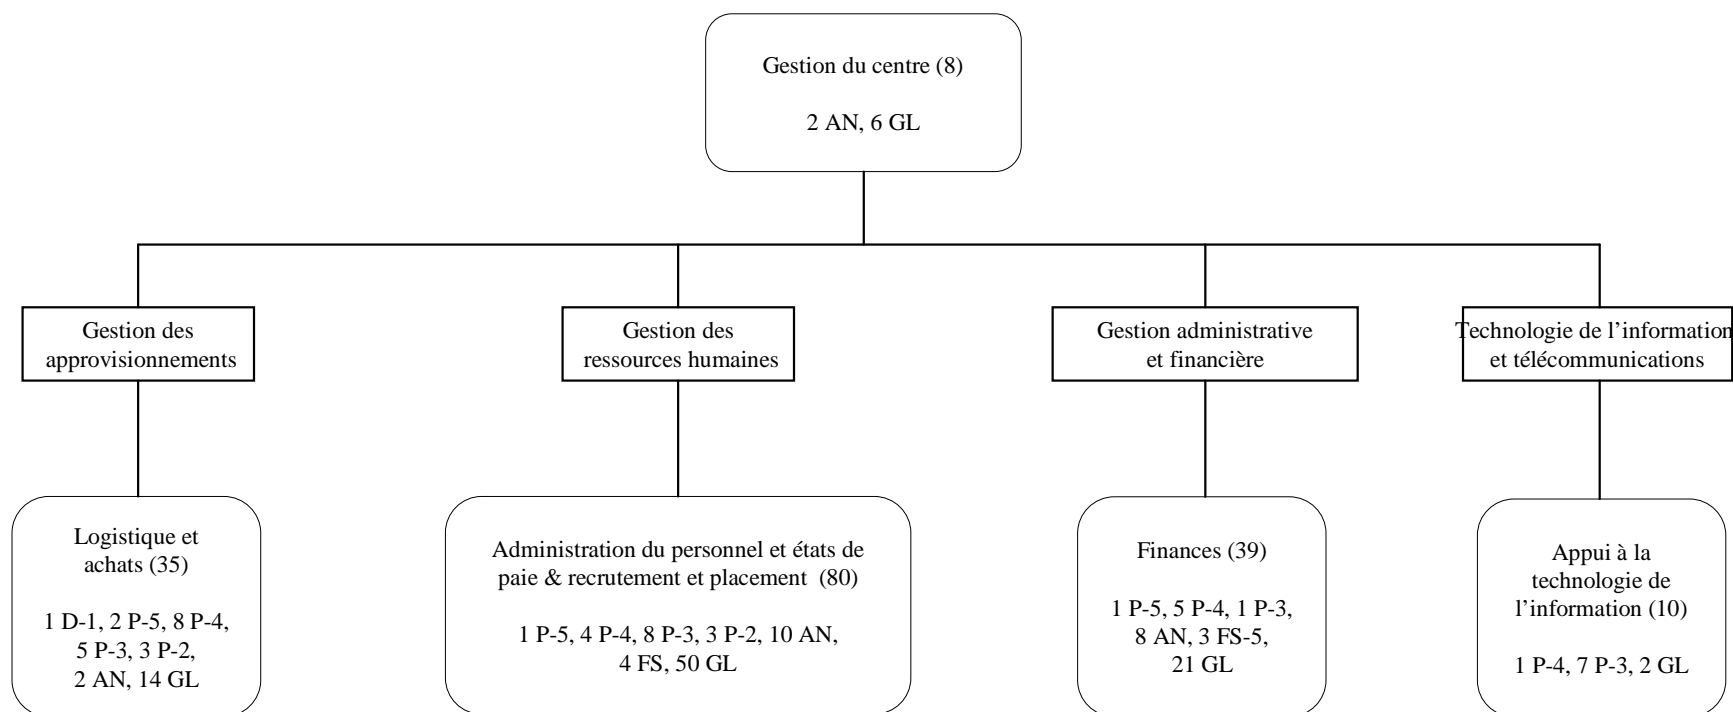 Gestion du centre (8)
2 AN, 6 GL
Gestion des
approvisionnements
Gestion des
ressources humaines
Gestion administrative
et financière
Technologie de l’information
et télécommunications
Logistique et
achats (35)
1 D-1, 2 P-5, 8 P-4,
5 P-3, 3 P-2,
2 AN, 14 GL
Administration du personnel et états de
paie & recrutement et placement (80)
1 P-5, 4 P-4, 8 P-3, 3 P-2, 10 AN,
4 FS, 50 GL
Finances (39)
1 P-5, 5 P-4, 1 P-3,
8 AN, 3 FS-5,
21 GL
Appui à la
technologie de
l’information (10)
1 P-4, 7 P-3, 2 GL